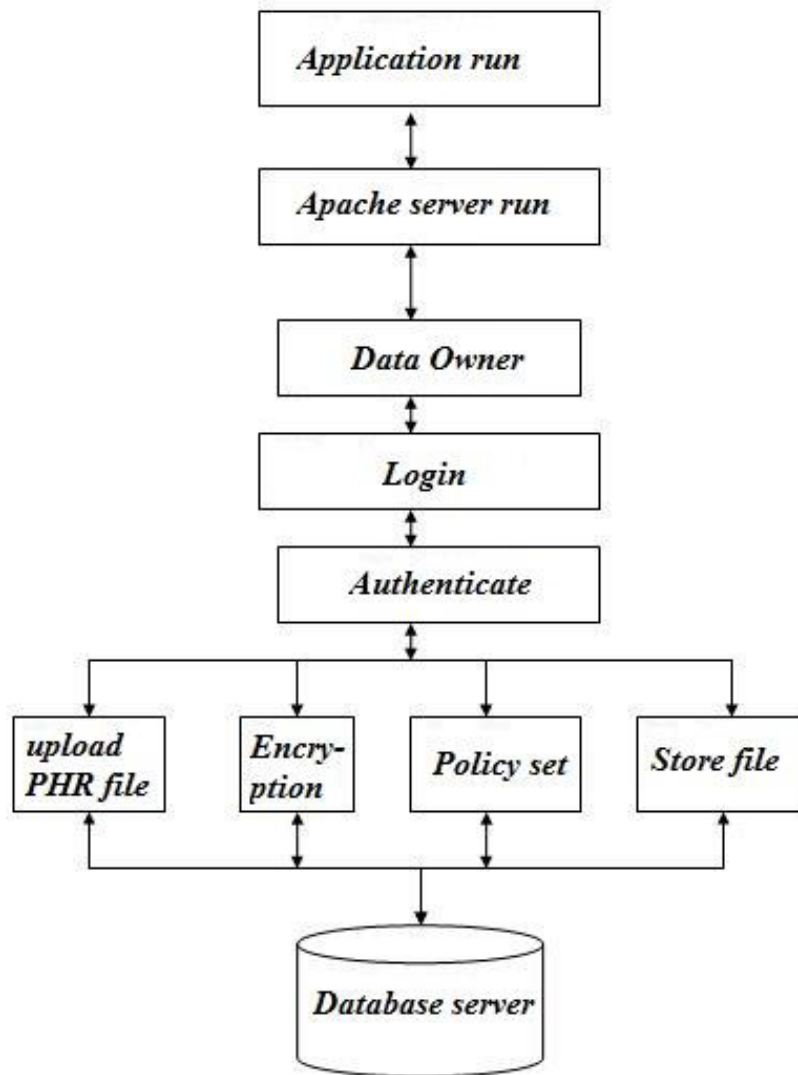 Application run
Apache server run
Data Owner
Login
Authenticate
upload
PHR file
Encry-
ption
Policy set
Store file
Database server